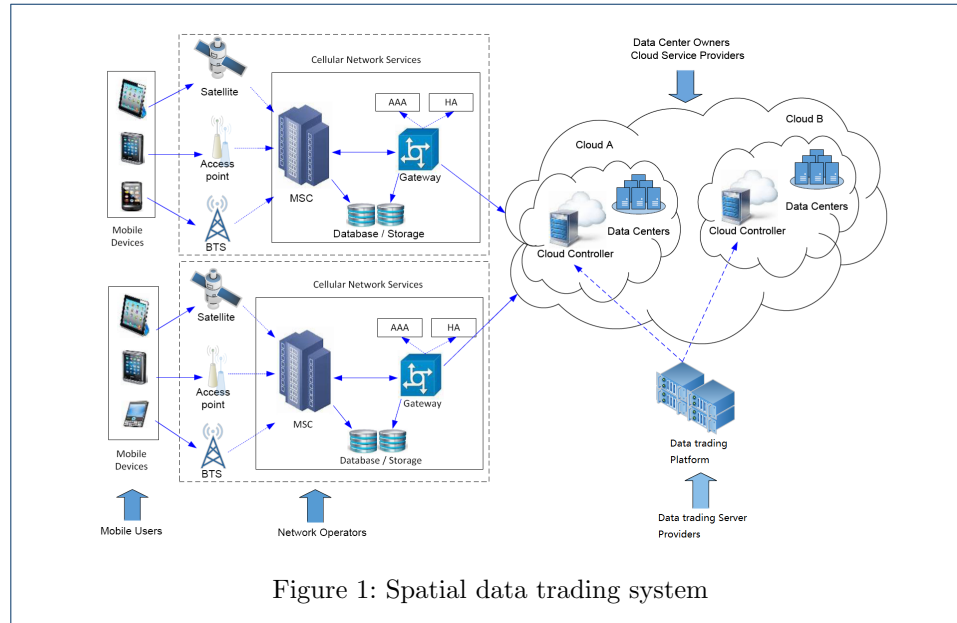 Data Center Owners
Cloud Service Providers
Cellular Network Services
AAA
HA
Satellite
Access
point
BTS
MSC
Gateway
Database / Storage
Mobile
Devices
Cloud A
Cloud B
Data Centers
Cloud Controller
Data Centers
Cloud Controller
Cellular Network Services
AAA
HA
Satellite
Access
point
BTS
MSC
Gateway
Database / Storage
Mobile
Devices
Data trading
Platform
Mobile Users
Network Operators
Data trading Server
Providers
Figure 1: Spatial data trading system